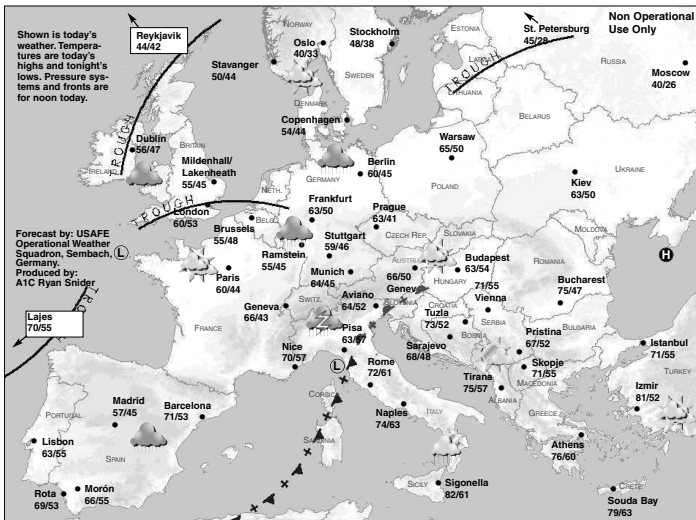 Shown is today's
weather. Tempera-
tures are today's
highs and tonight's
lows. Pressure sys-
tems and fronts are
for noon today.
Reykjavik
44/42
NORWAY
Oslo
40/33
Stockholm
48/38
ESTONIA
St. Petersburg
45/28
Non Operational
Use Only
LATVIA
TROUGH
LITHUANIA
RUSSIA
Moscow
40/26
Stavanger
50/44
SWEDEN
DENMARK
Copenhagen
54/44
BELARUS
Dublin
56/47
IRELAND
TROUGH
BRITAIN
Mildenhall/
Lakenheath
55/45
Berlin
60/45
Warsaw
65/50
POLAND
NETH.
GERMANY
UKRAINE
Kiev
63/50
TROUGH
London
60/53
Frankfurt
63/50
Prague
63/41
BELG
Brussels
55/48
CZECH REP.
SLOVAKIA
MOLDOVA
Forecast by: USAFE
Operational Weather
Squadron, Sembach,
Germany.
Produced by:
A1C Ryan Snider
L
Ramstein
55/45
Stuttgart
59/46
H
Paris
60/44
Munich
64/45
AUSTRIA
66/50
Geneva
Budapest
63/54
HUNGARY
ROMANIA
71/55
Vienna
Bucharest
75/47
TROUGH
Lajes
70/55
FRANCE
Geneva
66/43
SWITZ.
Aviano
64/52
SLOVENIA
CROATIA
Tuzla
73/52
SERBIA
BOSNIA
BULGARIA
Pisa
63/57
Nice
70/57
L
Sarajevo
68/48
Pristina
67/52
Skopje
71/55
Istanbul
71/55
CORSICA
Rome
72/61
Tirana
75/57
MACEDONIA
ALBANIA
TURKEY
Izmir
81/52
PORTUGAL
Madrid
57/45
Barcelona
71/53
Naples
74/63
ITALY
GREECE
Lisbon
63/55
SPAIN
SARDINIA
Athens
76/60
Rota
69/53
Morón
66/55
SICILY
Sigonella
82/61
CRETE
Souda Bay
79/63